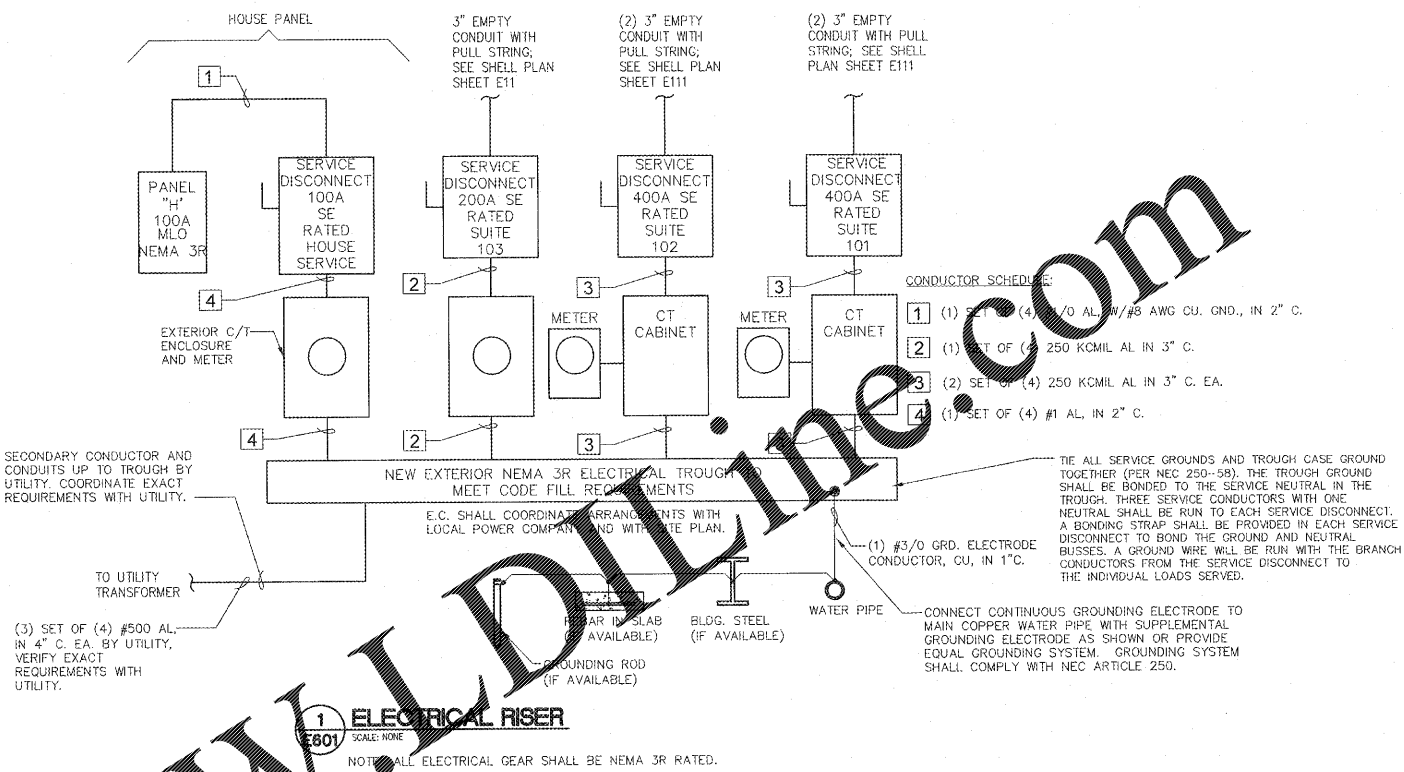 HOUSE PANEL
3" EMPTY
CONDUIT WITH
PULL STRING;
SEE SHELL PLAN
SHEET E11
(2) 3" EMPTY
CONDUIT WITH
PULL STRING;
SEE SHELL PLAN
SHEET E111
(2) 3" EMPTY
CONDUIT WITH PULL
STRING; SEE SHELL
PLAN SHEET E111
1
PANEL
"H"
100A
MLO
NEMA 3R
SERVICE
DISCONNECT
100A
SE
RATED
HOUSE
SERVICE
SERVICE
DISCONNECT
200A SE
RATED
SUITE
103
SERVICE
DISCONNECT
400A SE
RATED
SUITE
102
SERVICE
DISCONNECT
400A SE
RATED
SUITE
101
4
2
3
3
EXTERIOR C/T
ENCLOSURE
AND METER
METER
CT
CABINET
METER
CT
CABINET
CONDUCTOR SCHEDULE:
1 (1) SET OF (4) #1/0 AL, W/#8 AWG CU. GND., IN 2" C.
2 (1) SET OF (4) 250 KCMIL AL IN 3" C.
3 (2) SET OF (4) 250 KCMIL AL IN 3" C. EA.
4 (1) SET OF (4) #1 AL, IN 2" C.
4
2
3
3
SECONDARY CONDUCTOR AND
CONDUITS UP TO TROUGH BY
UTILITY. COORDINATE EXACT
REQUIREMENTS WITH UTILITY.
NEW EXTERIOR NEMA 3R ELECTRICAL TROUGH TO
MEET CODE FILL REQUIREMENTS
E.C. SHALL COORDINATE ARRANGEMENTS WITH
LOCAL POWER COMPANY AND WITH SITE PLAN.
TIE ALL SERVICE GROUNDS AND TROUGH CASE GROUND
TOGETHER (PER NEC 250--58). THE TROUGH GROUND
SHALL BE BONDED TO THE SERVICE NEUTRAL IN THE
TROUGH. THREE SERVICE CONDUCTORS WITH ONE
NEUTRAL SHALL BE RUN TO EACH SERVICE DISCONNECT.
A BONDING STRAP SHALL BE PROVIDED IN EACH SERVICE
DISCONNECT TO BOND THE GROUND AND NEUTRAL
BUSSES. A GROUND WIRE WILL BE RUN WITH THE BRANCH
CONDUCTORS FROM THE SERVICE DISCONNECT TO
THE INDIVIDUAL LOADS SERVED.
(1) #3/0 GRD. ELECTRODE
CONDUCTOR, CU, IN 1"C.
TO UTILITY
TRANSFORMER
(3) SET OF (4) #500 AL,
IN 4" C. EA. BY UTILITY,
VERIFY EXACT
REQUIREMENTS WITH
UTILITY.
REBAR IN SLAB
(IF AVAILABLE)
BLDG. STEEL
(IF AVAILABLE)
WATER PIPE
GROUNDING ROD
(IF AVAILABLE)
CONNECT CONTINUOUS GROUNDING ELECTRODE TO
MAIN COPPER WATER PIPE WITH SUPPLEMENTAL
GROUNDING ELECTRODE AS SHOWN OR PROVIDE
EQUAL GROUNDING SYSTEM. GROUNDING SYSTEM
SHALL COMPLY WITH NEC ARTICLE 250.
1
E601
ELECTRICAL RISER
SCALE: NONE
NOTE: ALL ELECTRICAL GEAR SHALL BE NEMA 3R RATED.
W.DILine.com